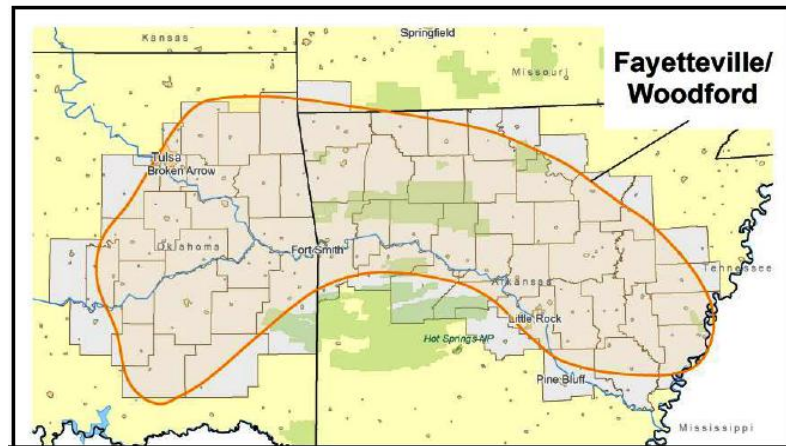 Kansas
Springfield
Missouri
Fayetteville/
Woodford
Tulsa
Broken Arrow
Oklahoma
Fort Smith
Tennessee
Arkansas
Little Rock
Hot Springs NP
Pine Bluff
Mississippi